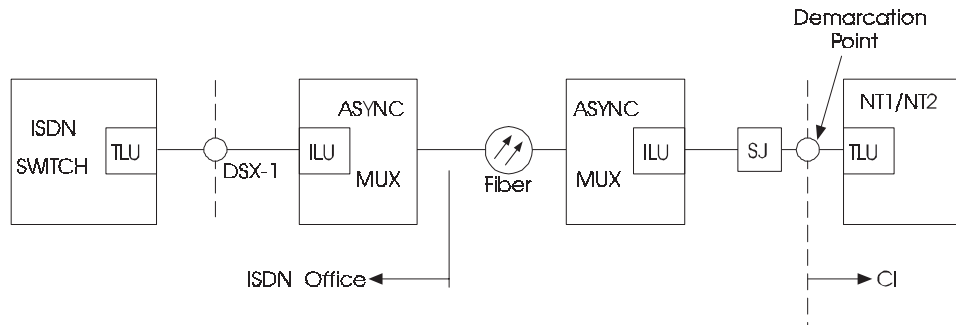 Demarcation
Point
ISDN
SWITCH
TLU
DSX-1
ILU
ASYNC
MUX
Fiber
ASYNC
MUX
ILU
SJ
NT1/NT2
TLU
ISDN Office
CI